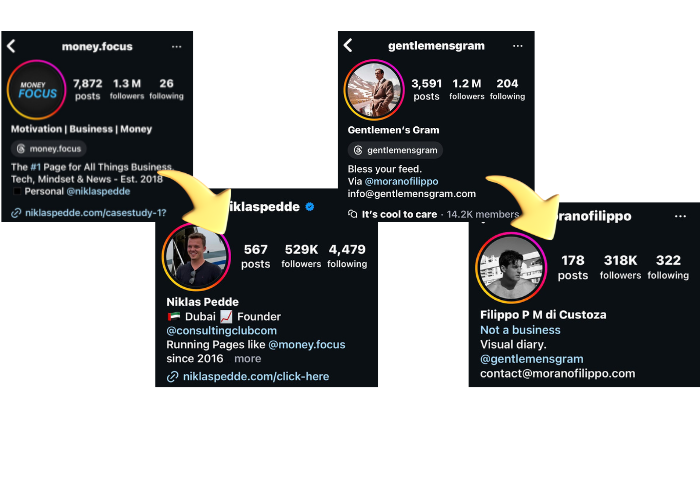 money.focus
MONEY
FOCUS
7,872 1.3 M 26
posts followers following
Motivation | Business | Money
money.focus
The #1 Page for All Things Business,
Tech, Mindset & News - Est. 2018
Personal @niklaspedde
niklaspedde.com/casestudy-1?
gentlemensgram
3,591 1.2 M 204
posts followers following
Gentlemen's Gram
gentlemensgram
Bless your feed.
Via @moranofilippo
info@gentlemensgram.com
It's cool to care · 14.2K members
iklaspedde
567 529K 4,479
posts followers following
Niklas Pedde
Dubai Founder
@consultingclubcom
Running Pages like @money.focus
since 2016 more
niklaspedde.com/click-here
oranofilippo
178 318K 322
posts followers following
Filippo P M di Custoza
Not a business
Visual diary.
@gentlemensgram
contact@moranofilippo.com